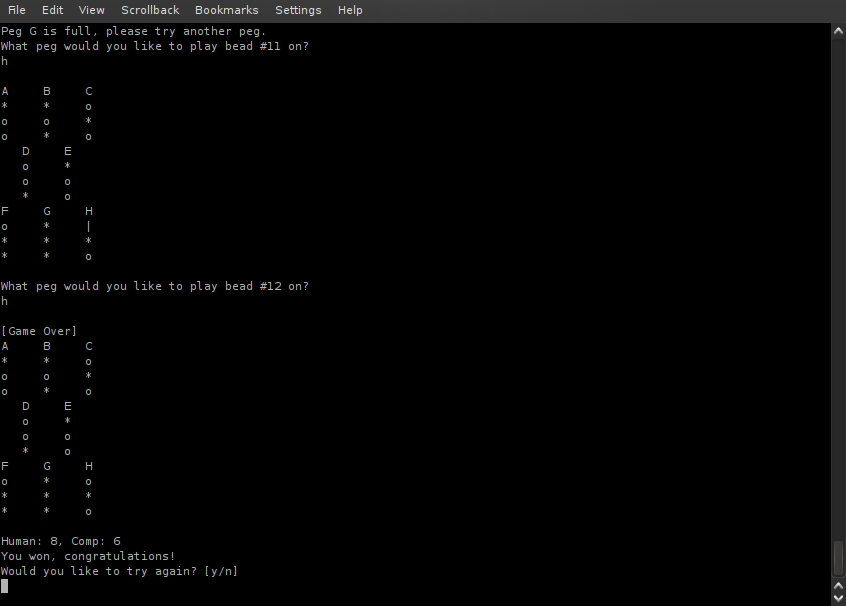 File Edit View Scrollback Bookmarks Settings Help
Peg G is full, please try another peg.
What peg would you like to play bead #11 on?
h
A B C
* * o
o o *
o * o
D E
o *
o o
* o
F G H
o * |
* * *
* * o
What peg would you like to play bead #12 on?
h
[Game Over]
A B C
* * o
o o *
o * o
D E
o *
o o
* o
F G H
o * o
* * *
* * o
Human: 8, Comp: 6
You won, congratulations!
Would you like to try again? [y/n]